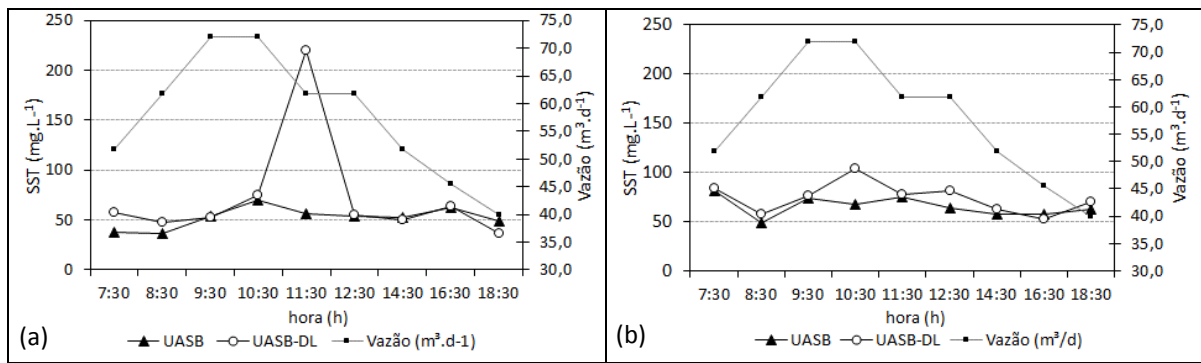 250
200
150
100
50
0
SST (mg.L⁻¹)
75,0
70,0
65,0
60,0
55,0
50,0
45,0
40,0
35,0
30,0
Vazão (m³.d⁻¹)
7:30 8:30 9:30 10:30 11:30 12:30 14:30 16:30 18:30
hora (h)
UASB UASB-DL Vazão (m³.d-1)
(a)
250
200
150
100
50
0
SST (mg.L⁻¹)
75,0
70,0
65,0
60,0
55,0
50,0
45,0
40,0
35,0
30,0
Vazão (m³.d⁻¹)
7:30 8:30 9:30 10:30 11:30 12:30 14:30 16:30 18:30
hora (h)
UASB UASB-DL Vazão (m³/d)
(b)